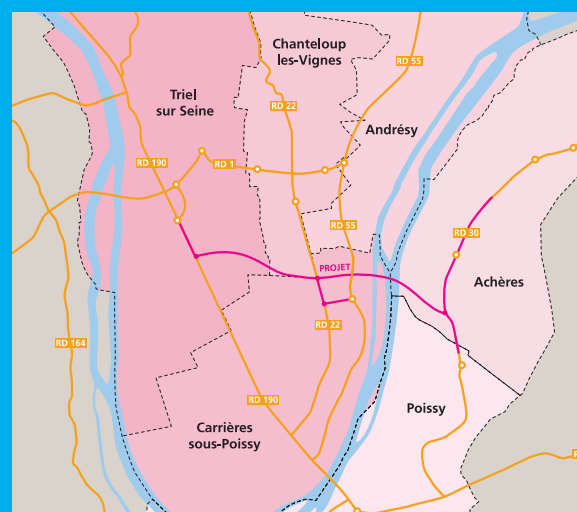 Chanteloup
les-Vignes
RD 55
Triel
sur Seine
RD 22
Andrésy
RD 190
RD 1
RD 55
RD 30
PROJET
Achères
RD 22
RD 164
RD 190
Poissy
Carrières
sous-Poissy